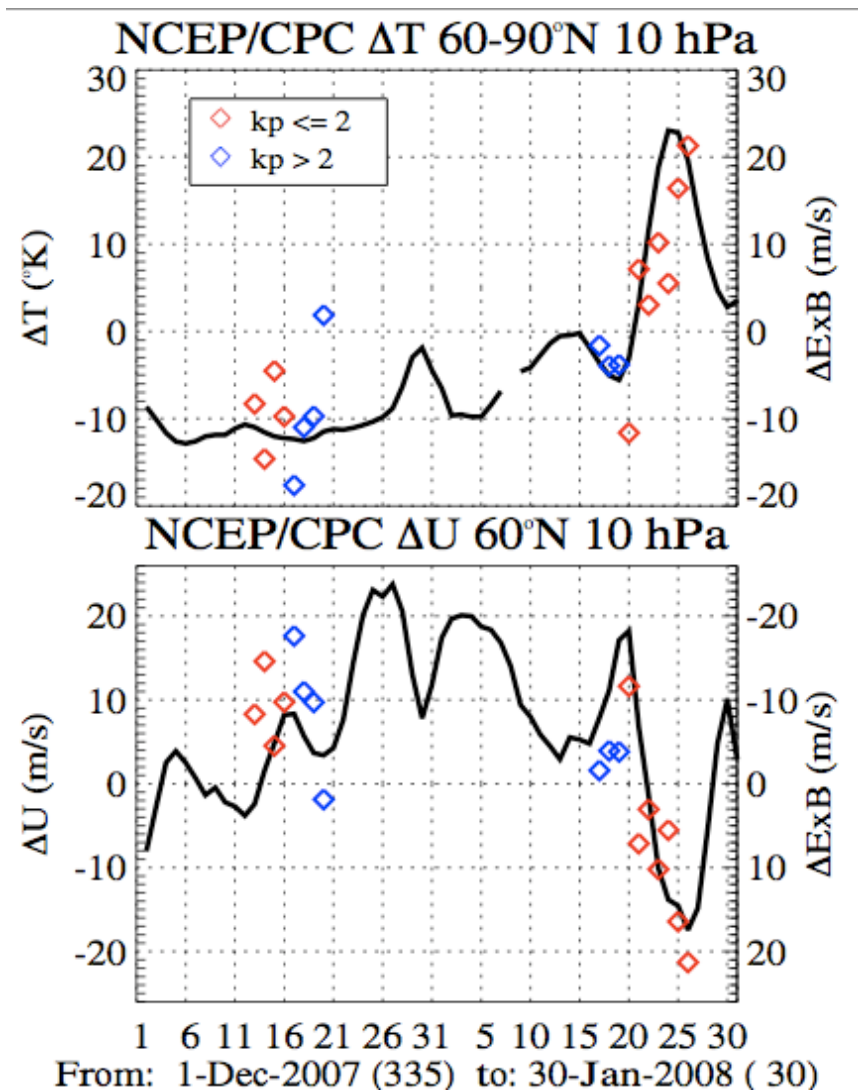 NCEP/CPC ΔT 60-90°N 10 hPa
30 30
kp <= 2
kp > 2
20 20
10 10
0 0
-10 -10
-20 -20
ΔT (°K)
ΔExB (m/s)
NCEP/CPC ΔU 60°N 10 hPa
20 -20
10 -10
0 0
-10 10
-20 20
ΔU (m/s)
ΔExB (m/s)
1 6 11 16 21 26 31 5 10 15 20 25 30
From: 1-Dec-2007 (335) to: 30-Jan-2008 ( 30)